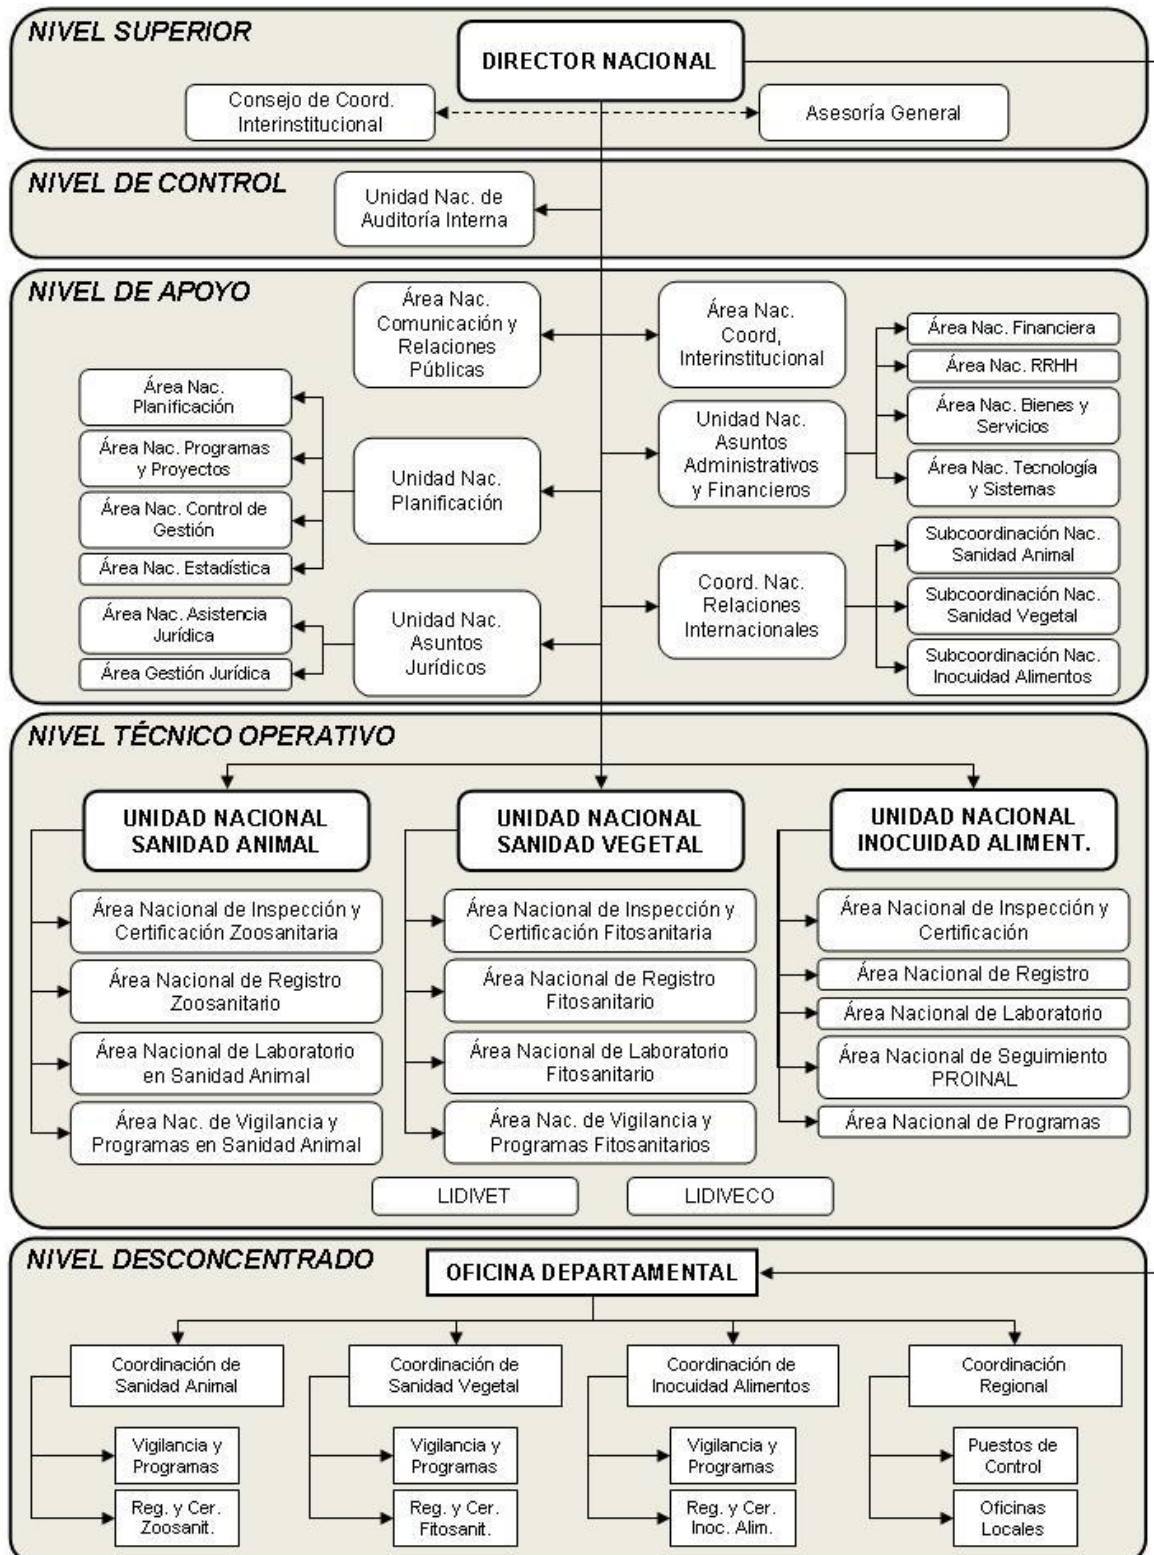 NIVEL SUPERIOR
DIRECTOR NACIONAL
Consejo de Coord.
Interinstitucional
Asesoría General
NIVEL DE CONTROL
Unidad Nac. de
Auditoría Interna
NIVEL DE APOYO
Área Nac.
Comunicación y
Relaciones
Públicas
Área Nac.
Coord,
Interinstitucional
Área Nac. Financiera
Área Nac. RRHH
Área Nac. Bienes y
Servicios
Área Nac. Tecnología
y Sistemas
Unidad Nac.
Asuntos
Administrativos
y Financieros
Área Nac.
Planificación
Área Nac. Programas
y Proyectos
Área Nac. Control de
Gestión
Área Nac. Estadística
Unidad Nac.
Planificación
Coord. Nac.
Relaciones
Internacionales
Subcoordinación Nac.
Sanidad Animal
Subcoordinación Nac.
Sanidad Vegetal
Subcoordinación Nac.
Inocuidad Alimentos
Área Nac. Asistencia
Jurídica
Área Gestión Jurídica
Unidad Nac.
Asuntos
Jurídicos
NIVEL TÉCNICO OPERATIVO
UNIDAD NACIONAL
SANIDAD ANIMAL
Área Nacional de Inspección y
Certificación Zoosanitaria
Área Nacional de Registro
Zoosanitario
Área Nacional de Laboratorio
en Sanidad Animal
Área Nac. de Vigilancia y
Programas en Sanidad Animal
UNIDAD NACIONAL
SANIDAD VEGETAL
Área Nacional de Inspección y
Certificación Fitosanitaria
Área Nacional de Registro
Fitosanitario
Área Nacional de Laboratorio
Fitosanitario
Área Nac. de Vigilancia y
Programas Fitosanitarios
UNIDAD NACIONAL
INOCUIDAD ALIMENT.
Área Nacional de Inspección y
Certificación
Área Nacional de Registro
Área Nacional de Laboratorio
Área Nacional de Seguimiento
PROINAL
Área Nacional de Programas
LIDIVET
LIDIVECO
NIVEL DESCONCENTRADO
OFICINA DEPARTAMENTAL
Coordinación de
Sanidad Animal
Vigilancia y
Programas
Reg. y Cer.
Zoosanit.
Coordinación de
Sanidad Vegetal
Vigilancia y
Programas
Reg. y Cer.
Fitosanit.
Coordinación de
Inocuidad Alimentos
Vigilancia y
Programas
Reg. y Cer.
Inoc. Alim.
Coordinación
Regional
Puestos de
Control
Oficinas
Locales